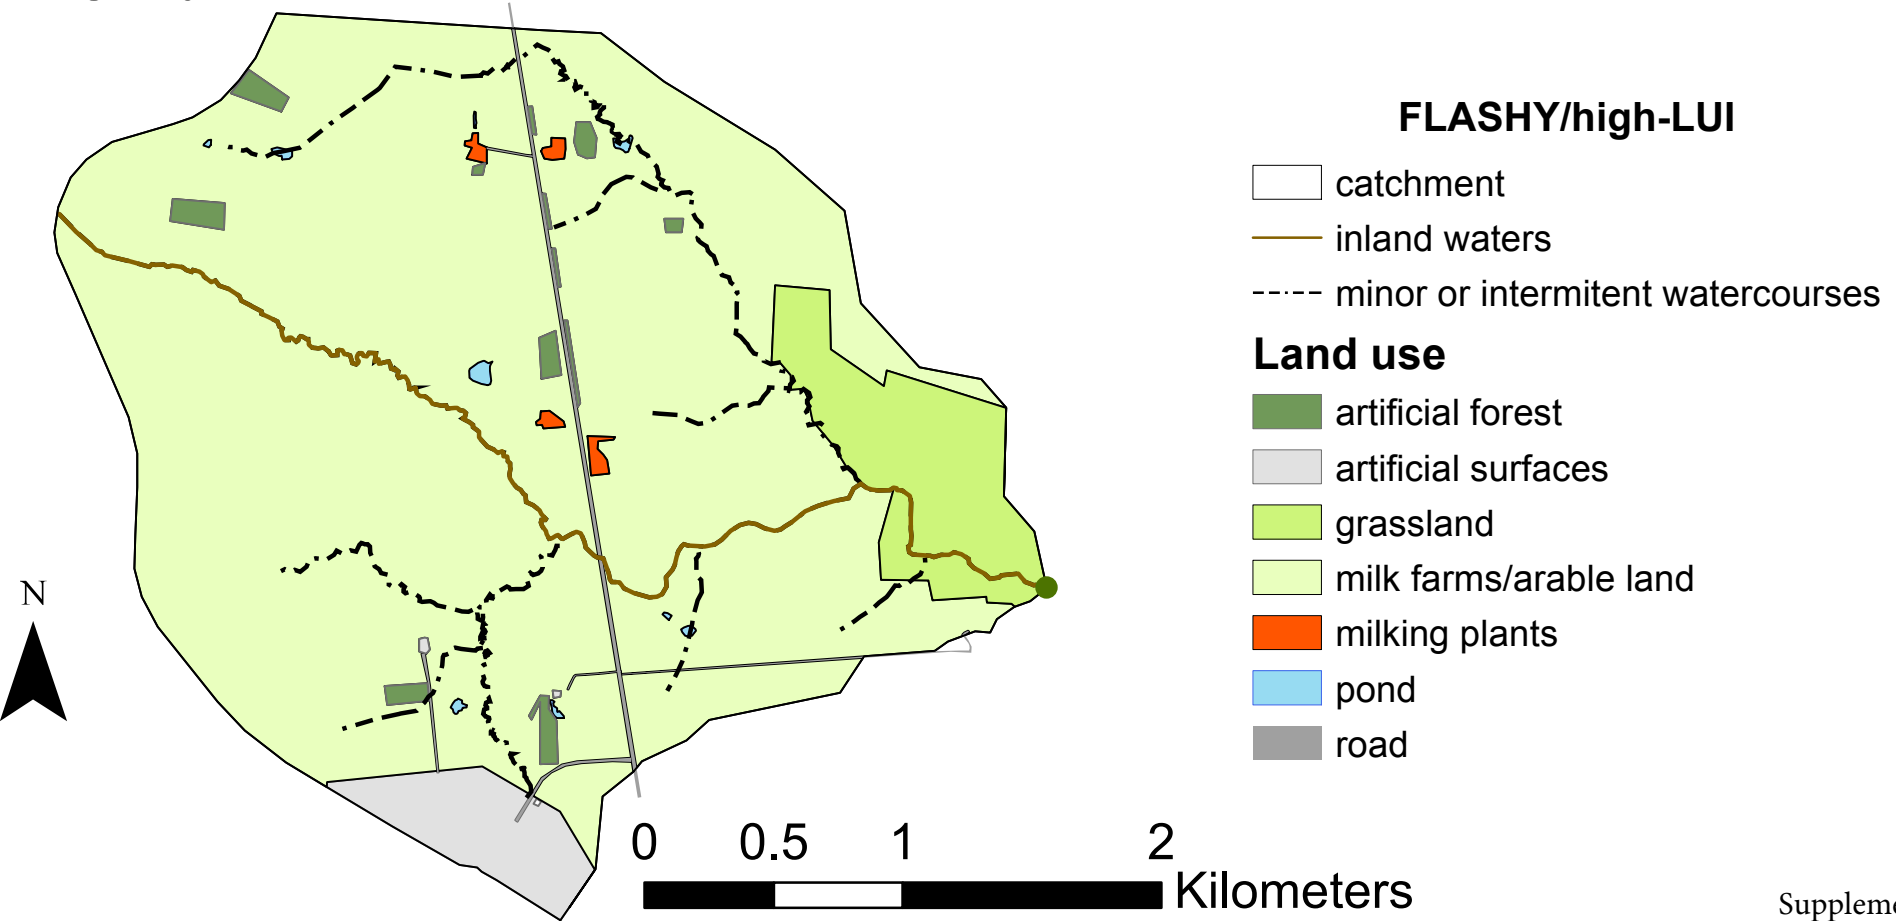 FLASHY/high-LUI
catchment
inland waters
minor or intermitent watercourses
Land use
artificial forest
artificial surfaces
grassland
milk farms/arable land
milking plants
pond
road
N
0 0.5 1 2
Kilometers